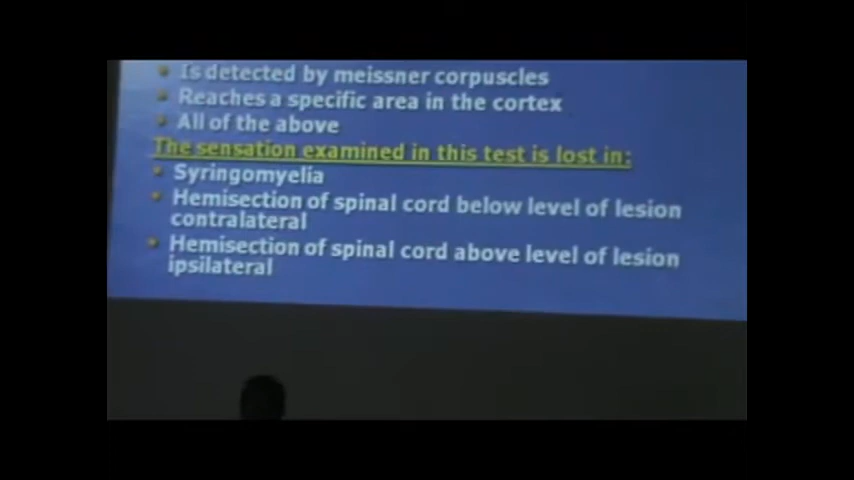 Is detected by meissner corpuscles
Reaches a specific area in the cortex
All of the above
The sensation examined in this test is lost in:
Syringomyelia
Hemisection of spinal cord below level of lesion
contralateral
Hemisection of spinal cord above level of lesion
ipsilateral